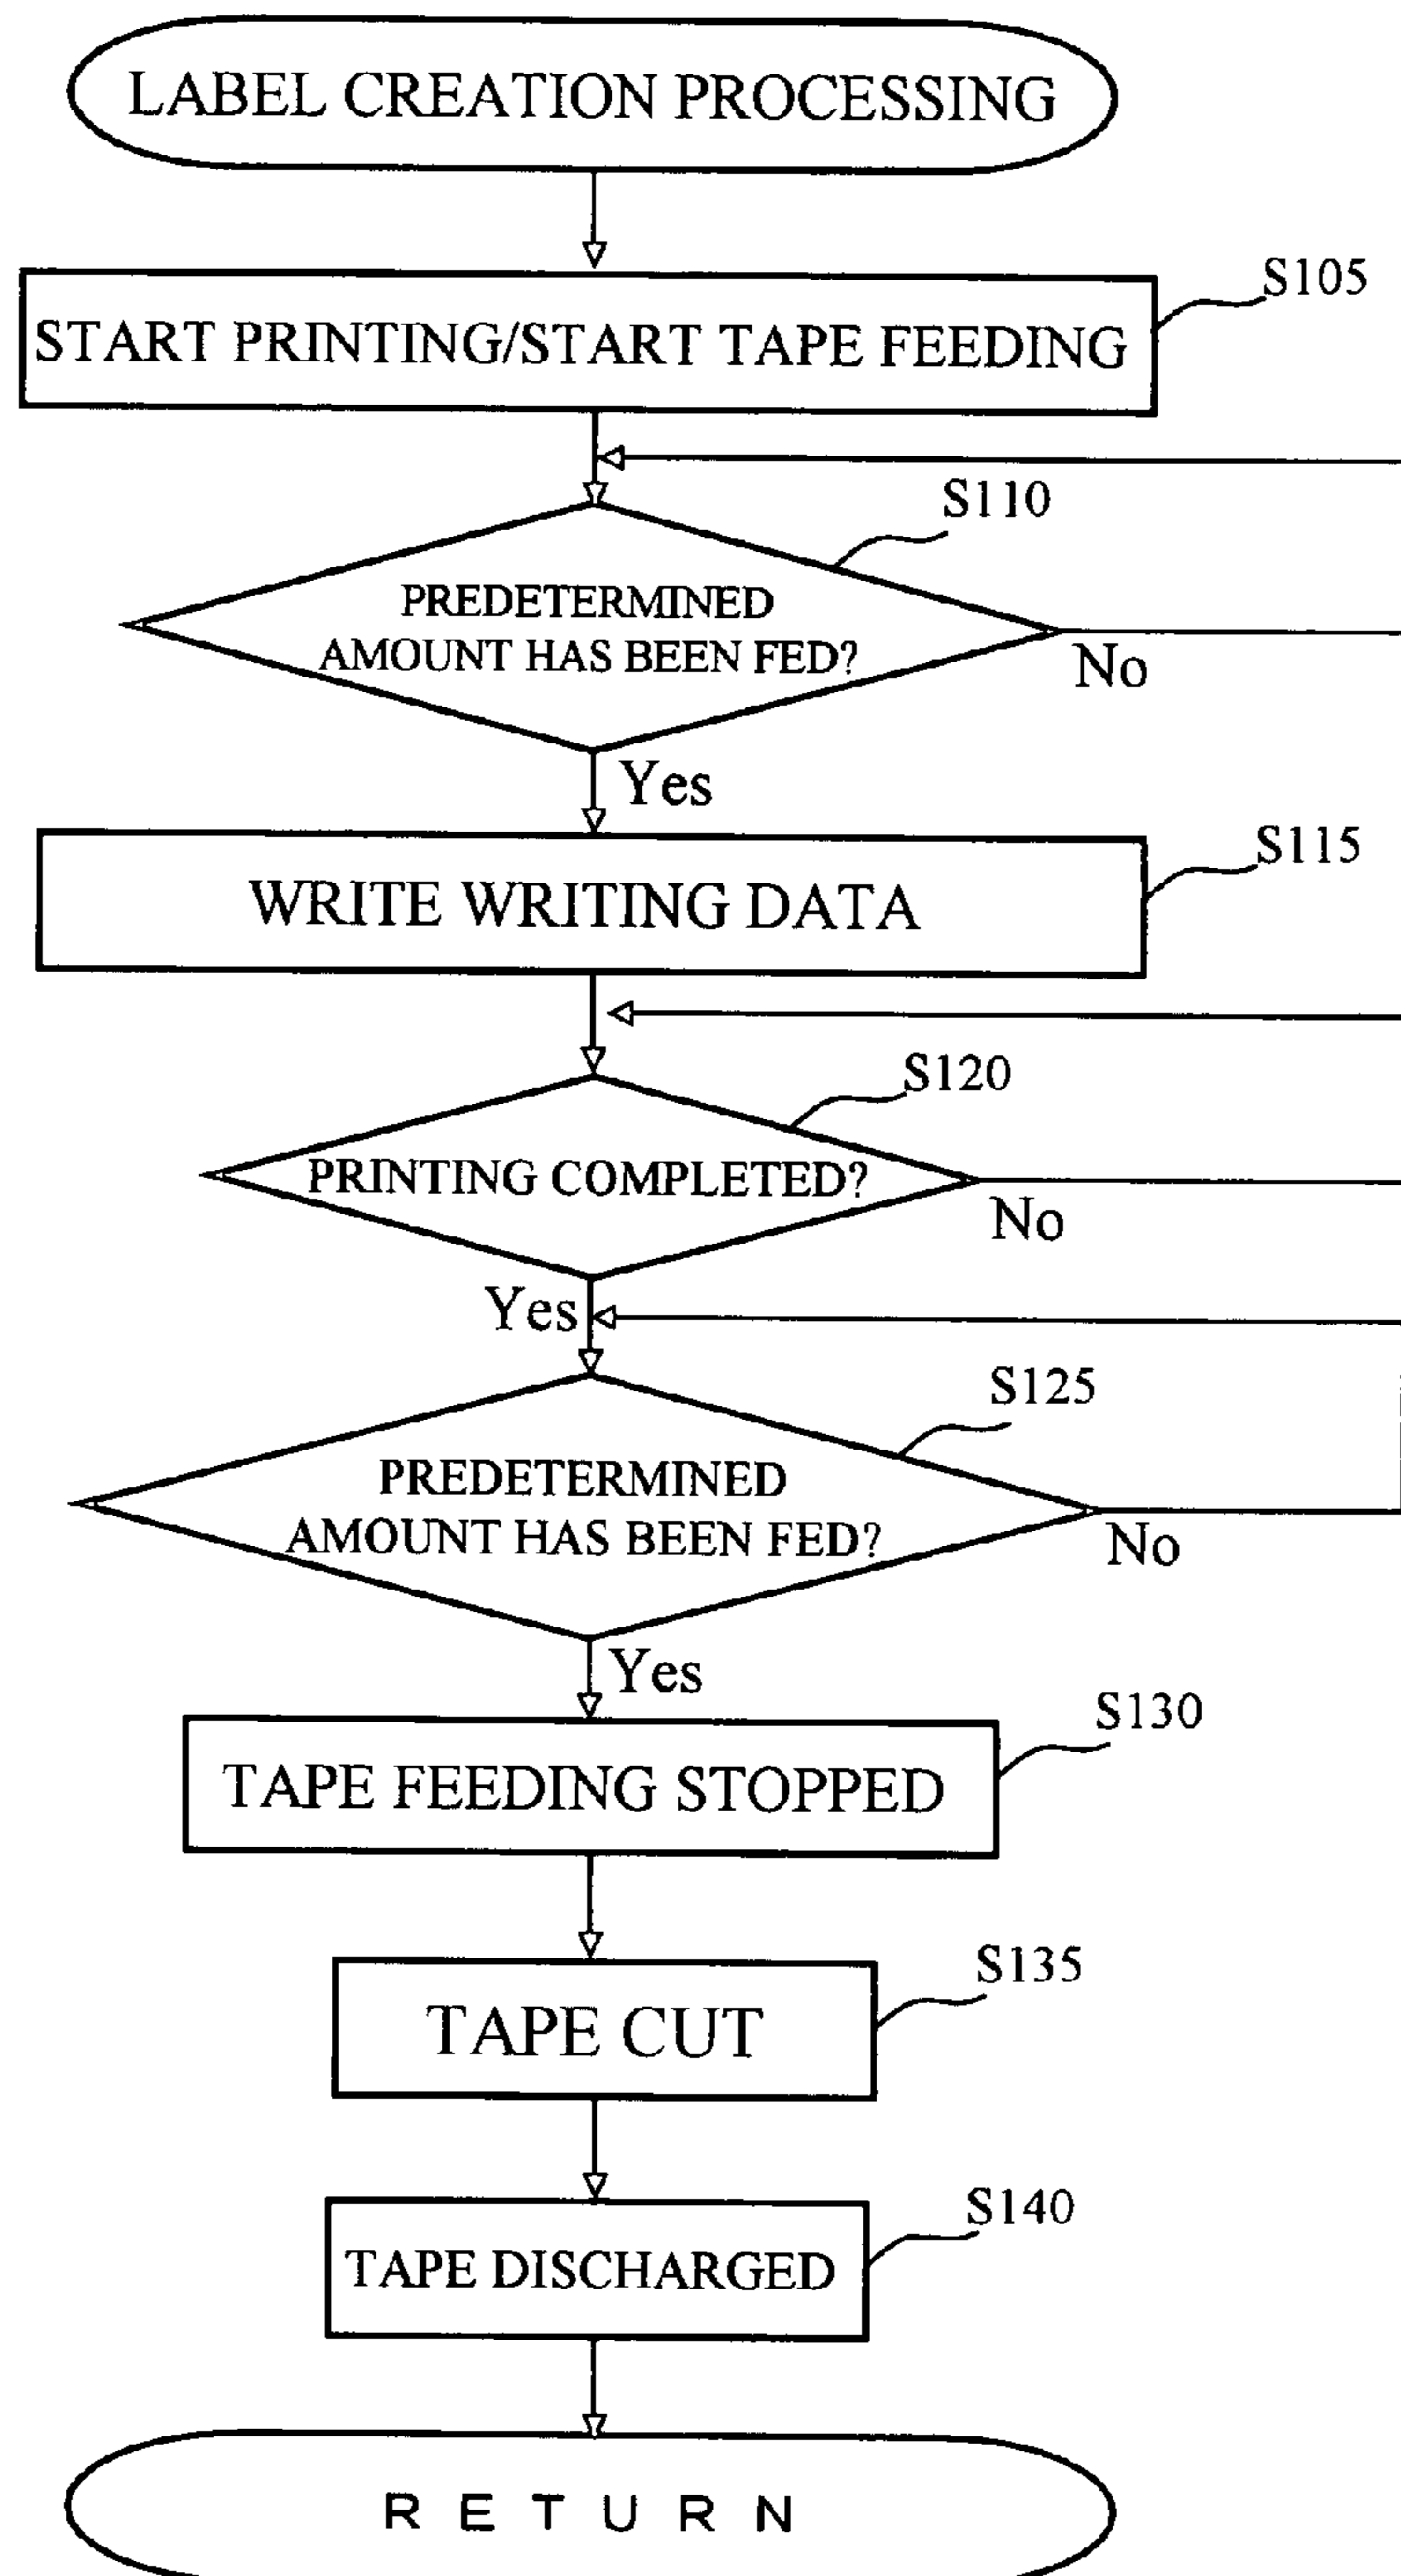 LABEL CREATION PROCESSING
S105
START PRINTING/START TAPE FEEDING
S110
PREDETERMINED
AMOUNT HAS BEEN FED?
No
Yes
S115
WRITE WRITING DATA
S120
PRINTING COMPLETED?
No
Yes
S125
PREDETERMINED
AMOUNT HAS BEEN FED?
No
Yes
S130
TAPE FEEDING STOPPED
S135
TAPE CUT
S140
TAPE DISCHARGED
RETURN